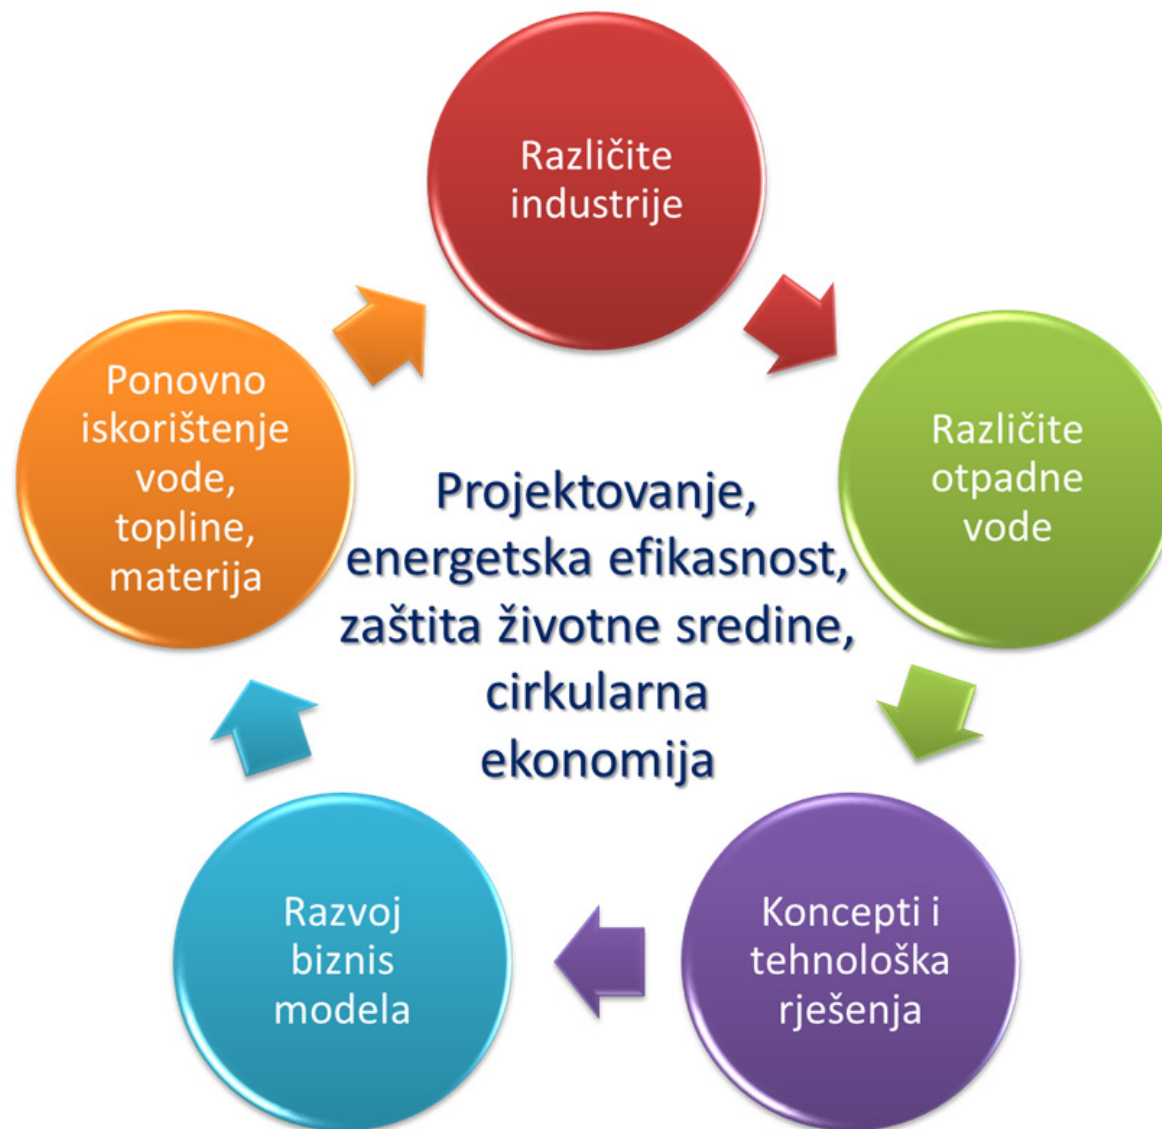 Različite
industrije
Različite
otpadne
vode
Koncepti i
tehnološka
rješenja
Razvoj
biznis
modela
Ponovno
iskorištenje
vode,
topline,
materija
Projektovanje,
energetska efikasnost,
zaštita životne sredine,
cirkularna
ekonomija